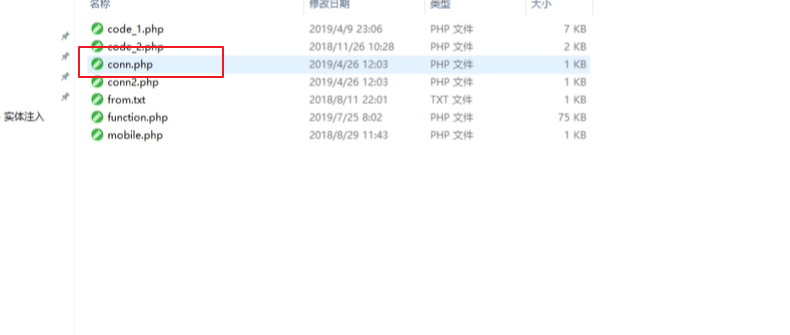 名称 修改日期 类型 大小
code_1.php 2019/4/9 23:06 PHP 文件 7 KB
code_2.php 2018/11/26 10:28 PHP 文件 2 KB
conn.php 2019/4/26 12:03 PHP 文件 1 KB
conn2.php 2019/4/26 12:03 PHP 文件 1 KB
from.txt 2018/8/11 22:01 TXT 文件 1 KB
实体注入 function.php 2019/7/25 8:02 PHP 文件 75 KB
mobile.php 2018/8/29 11:43 PHP 文件 1 KB